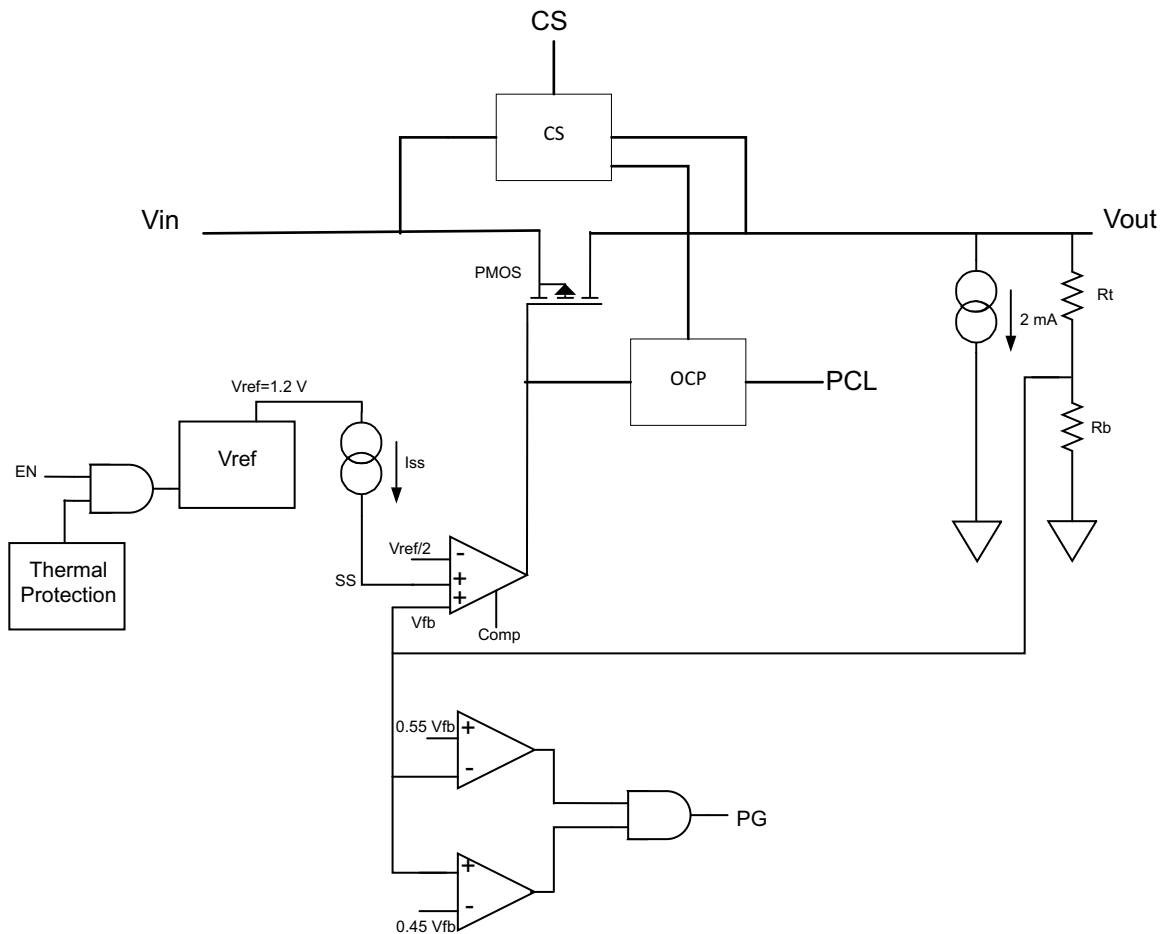 CS
CS
Vin
Vout
PMOS
2 mA
Rt
OCP
PCL
Vref=1.2 V
Rb
Vref
Iss
EN
Vref/2
-
Thermal
Protection
SS
+
+
Vfb
Comp
0.55 Vfb
+
-
PG
+
-
0.45 Vfb